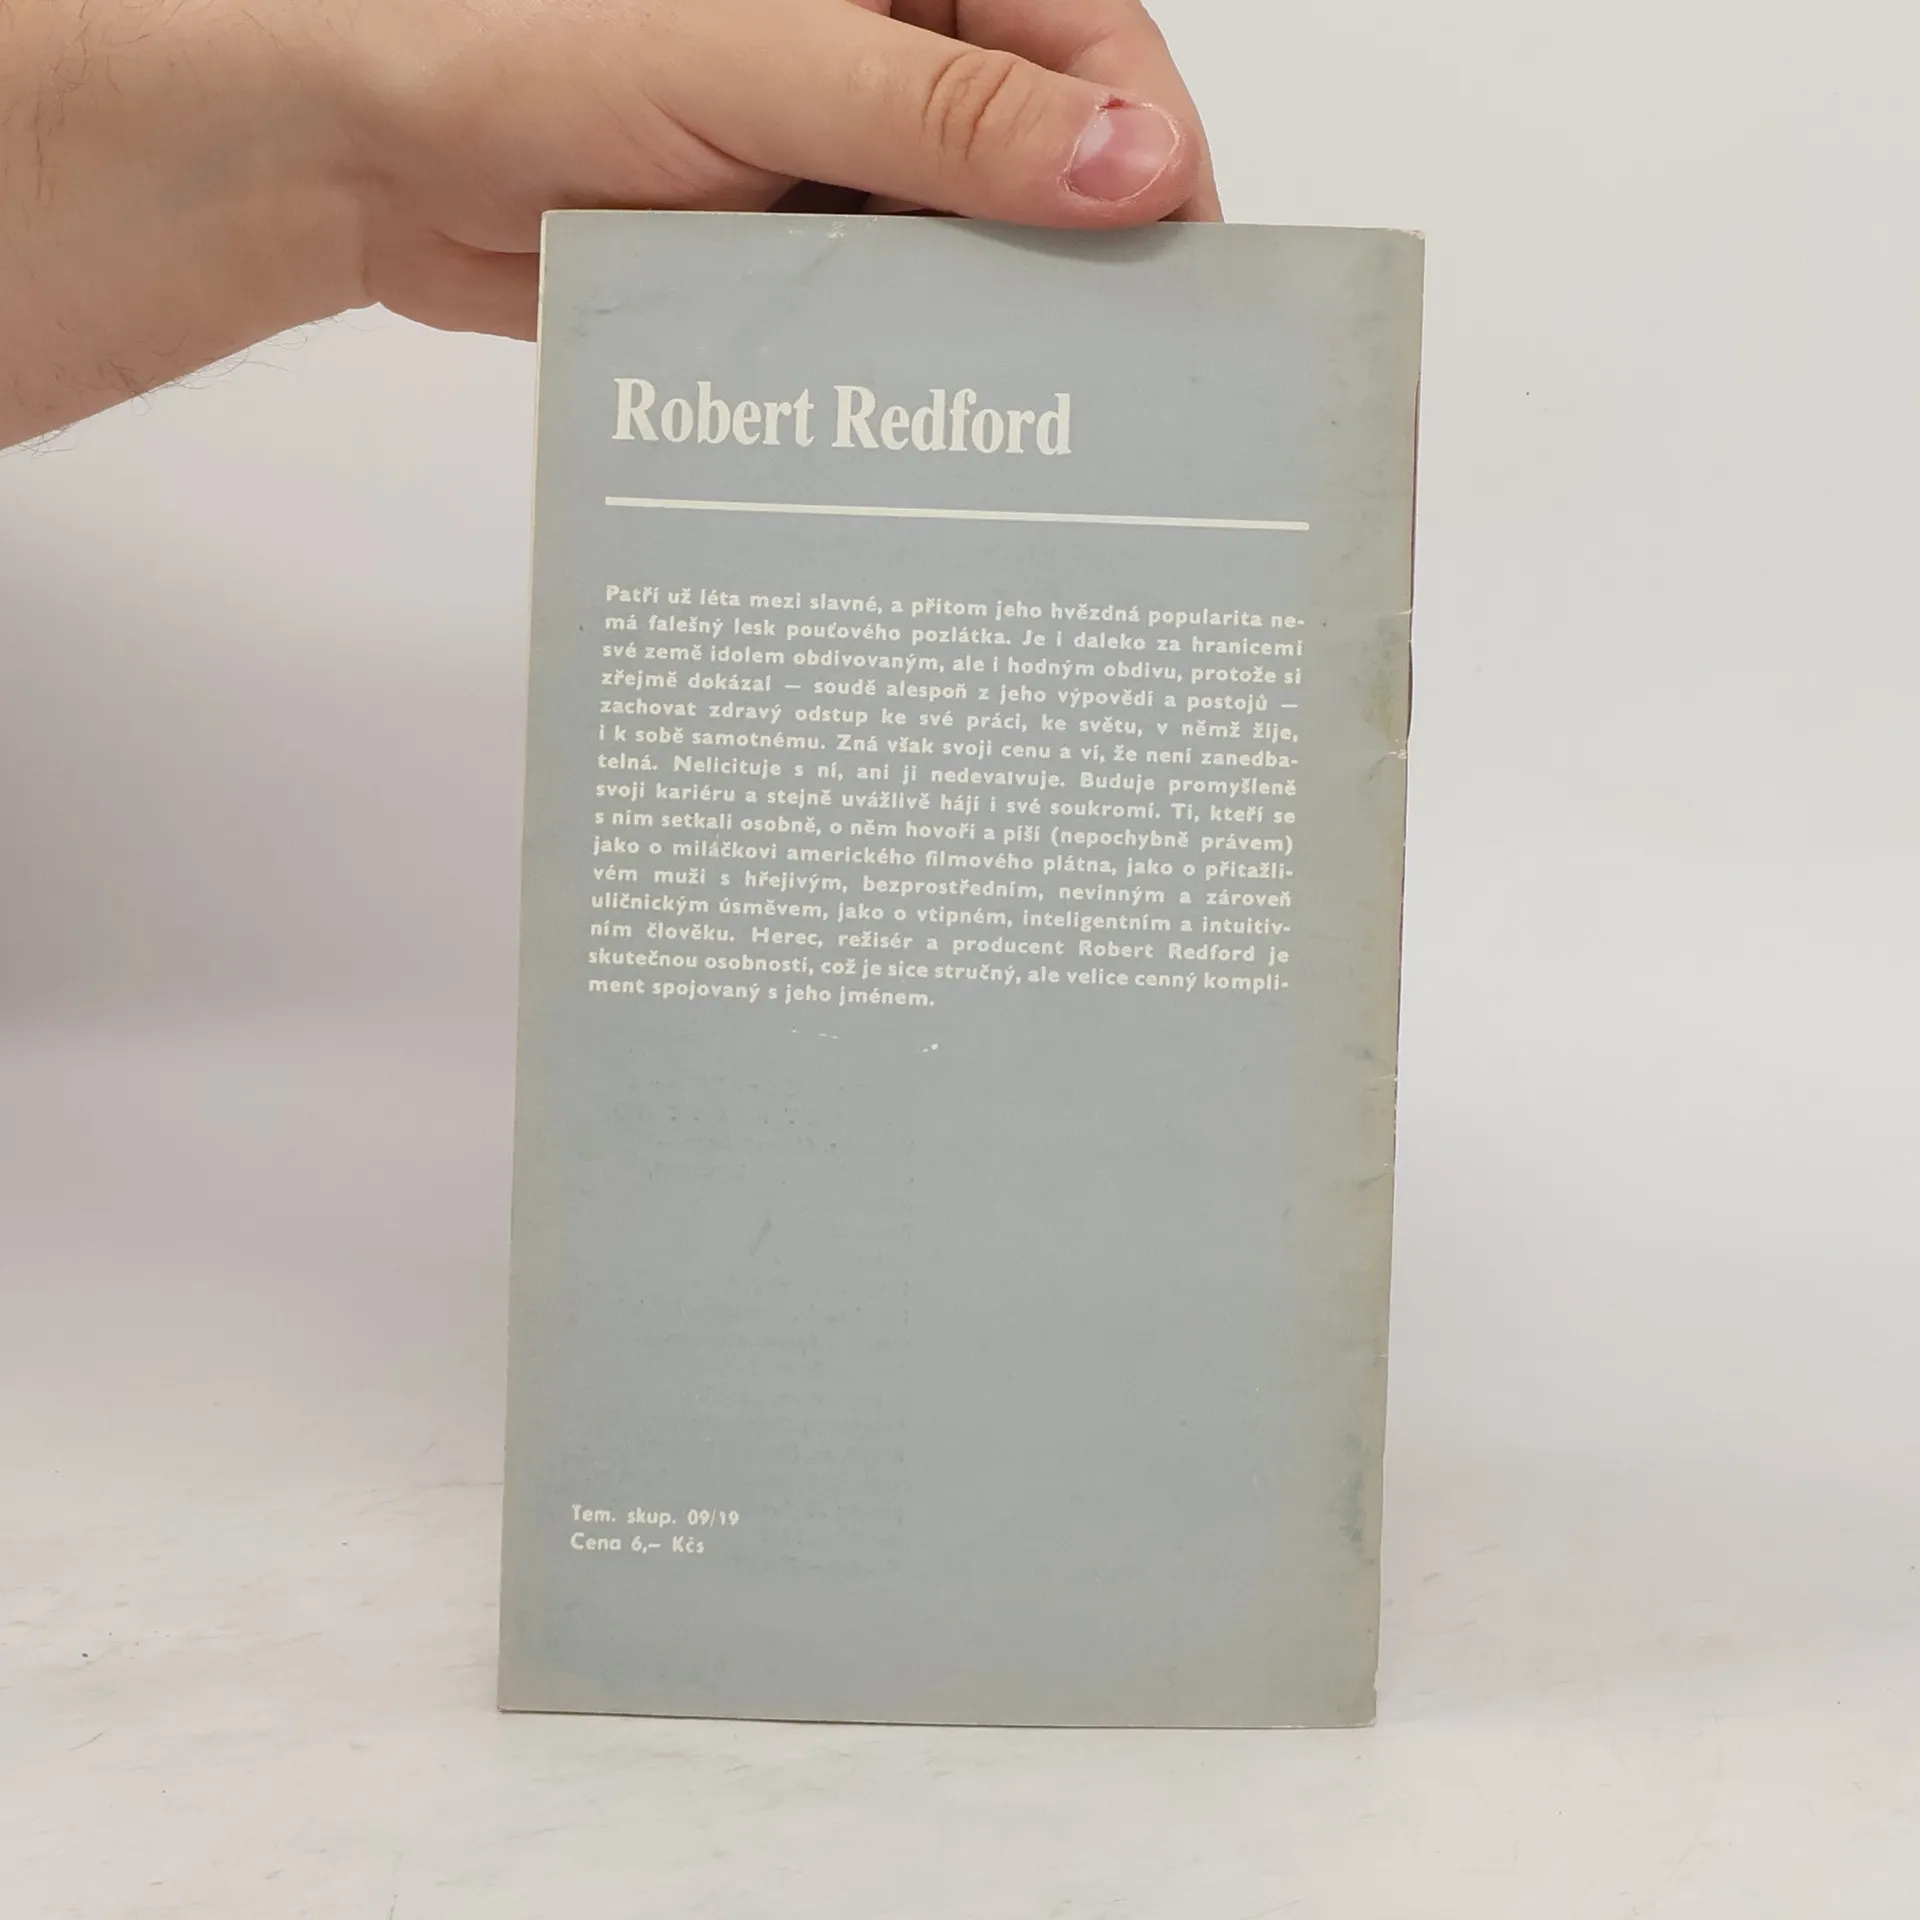 Robert Redford
Patří už léta mezi slavné, a přitom jeho hvězdná popularita ne-
má falešný lesk pouťového pozlátka. Je i daleko za hranicemi
své země idolem obdivovaným, ale i hodným obdivu, protože si
zřejmě dokázal — soudě alespoň z jeho výpovědí a postojů —
zachovat zdravý odstup ke své práci, ke světu, v němž žije,
i k sobě samotnému. Zná však svoji cenu a ví, že není zanedba-
telná. Nelicituje s ní, ani ji nedevalvuje. Buduje promyšleně
svoji kariéru a stejně uvážlivě hájí i své soukromí. Ti, kteří se
s ním setkali osobně, o něm hovoří a píší (nepochybně právem)
jako o miláčkovi amerického filmového plátna, jako o přitažli-
vém muži s hřejivým, bezprostředním, nevinným a zároveň
uličnickým úsměvem, jako o vtipném, inteligentním a intuitiv-
ním člověku. Herec, režisér a producent Robert Redford je
skutečnou osobností, což je sice stručný, ale velice cenný kompli-
ment spojovaný s jeho jménem.
Tem. skup. 09/19
Cena 6,– Kčs